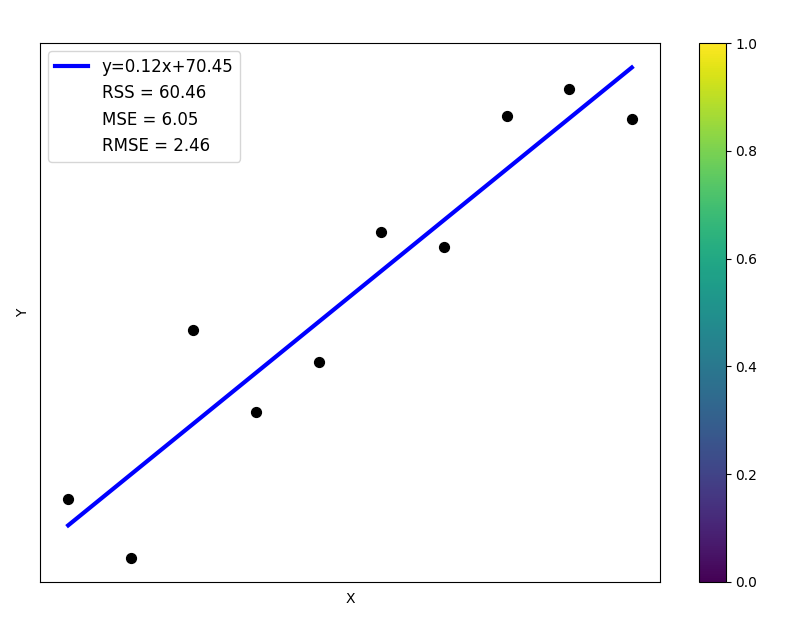 y=0.12x+70.45
RSS = 60.46
MSE = 6.05
RMSE = 2.46
Y
X
1.0
0.8
0.6
0.4
0.2
0.0